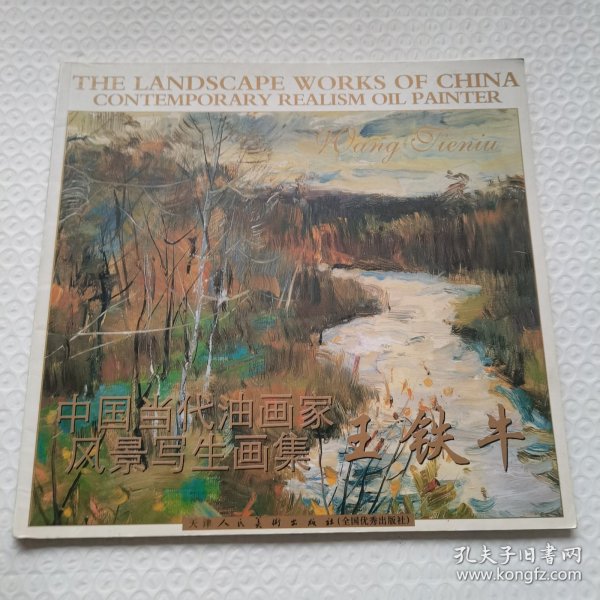 THE LANDSCAPE WORKS OF CHINA
CONTEMPORARY REALISM OIL PAINTER
Wang Tieniu
中国当代油画家
风景写生画集
王铁牛
天津人民美术出版社(全国优秀出版社)
孔夫子旧书网
www.kongfz.com